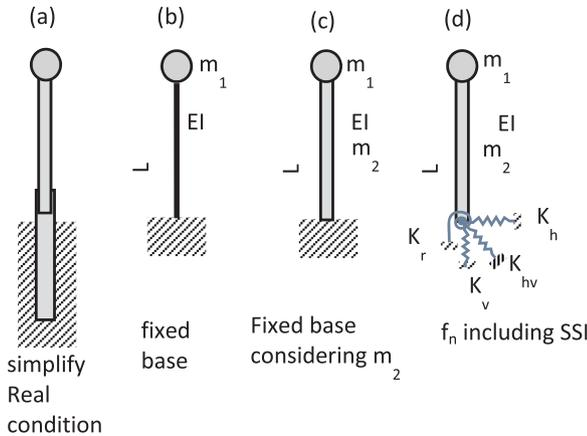 (a)
simplify
Real
condition
(b)
m1
EI
L
fixed
base
(c)
m1
EI
m2
L
Fixed base
considering m2
(d)
m1
EI
m2
L
Kh
Kr
Khv
Kv
fn including SSI